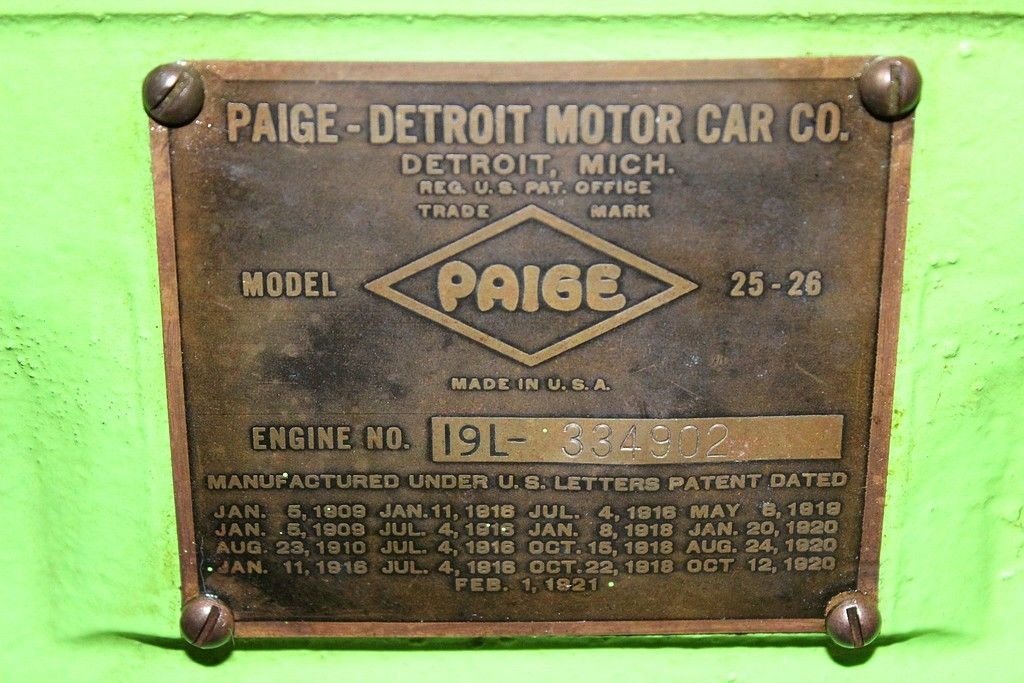 PAIGE - DETROIT MOTOR CAR CO.
DETROIT, MICH.
REG. U. S. PAT. OFFICE
TRADE MARK
MODEL PAIGE 25 - 26
MADE IN U. S. A.
ENGINE NO. 19L- 334902
MANUFACTURED UNDER U. S. LETTERS PATENT DATED
JAN. 5, 1909 JAN. 11, 1916 JUL. 4, 1916 MAY 6, 1919
JAN. 5, 1909 JUL. 4, 1916 JAN. 8, 1918 JAN. 20, 1920
AUG. 23, 1910 JUL. 4, 1916 OCT. 15, 1918 AUG. 24, 1920
JAN. 11, 1916 JUL. 4, 1916 OCT. 22, 1918 OCT 12, 1920
FEB. 1, 1921